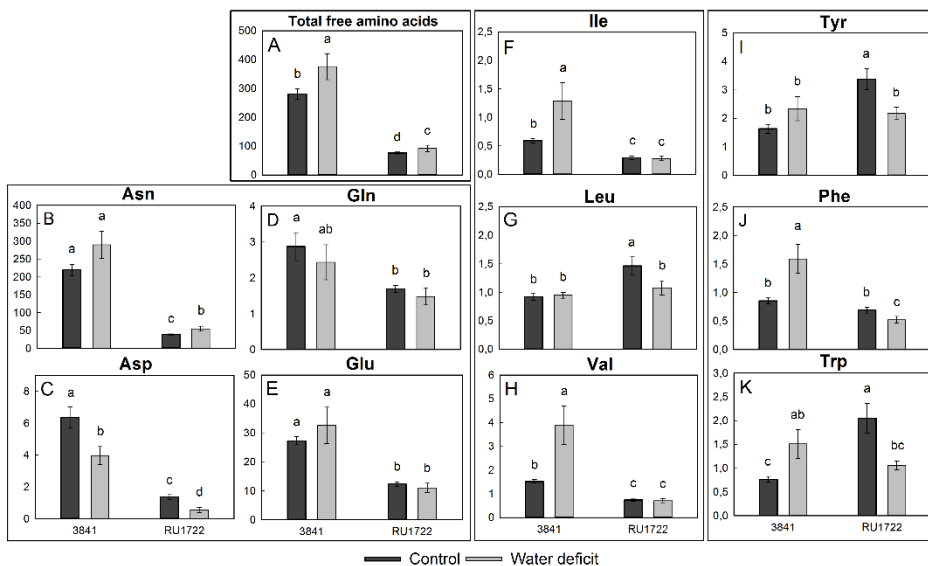 Total free amino acids
A
500
400
300
200
100
0
b
a
d
c
Ile
F
2,5
2,0
1,5
1,0
0,5
0,0
b
a
c
c
Tyr
I
5
4
3
2
1
0
b
b
a
b
Asn
B
400
350
300
250
200
150
100
50
0
a
a
c
b
Gln
D
4
3
2
1
0
a
ab
b
b
Leu
G
2,5
2,0
1,5
1,0
0,5
0,0
b
b
a
b
Phe
J
2,5
2,0
1,5
1,0
0,5
0,0
b
a
b
c
Asp
C
8
6
4
2
0
a
b
c
d
3841 RU1722
Glu
E
50
40
30
20
10
0
a
a
b
b
3841 RU1722
Val
H
6
5
4
3
2
1
0
b
a
c
c
3841 RU1722
Trp
K
3,0
2,5
2,0
1,5
1,0
0,5
0,0
c
ab
a
bc
3841 RU1722
Control Water deficit